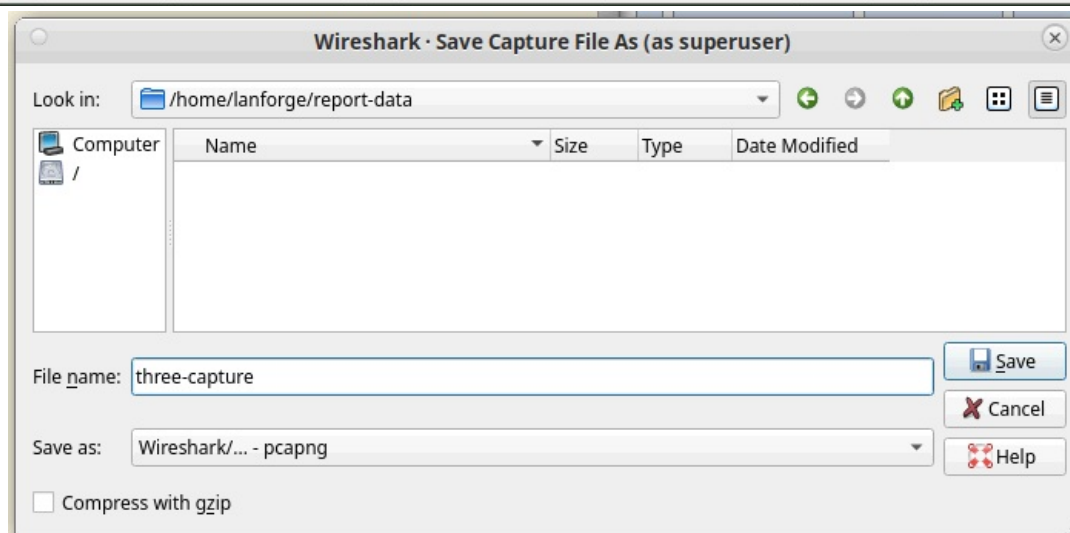 Wireshark · Save Capture File As (as superuser)
Look in: /home/lanforge/report-data
Computer
/
Name Size Type Date Modified
File name: three-capture
Save
Cancel
Save as: Wireshark/... - pcapng
Help
Compress with gzip